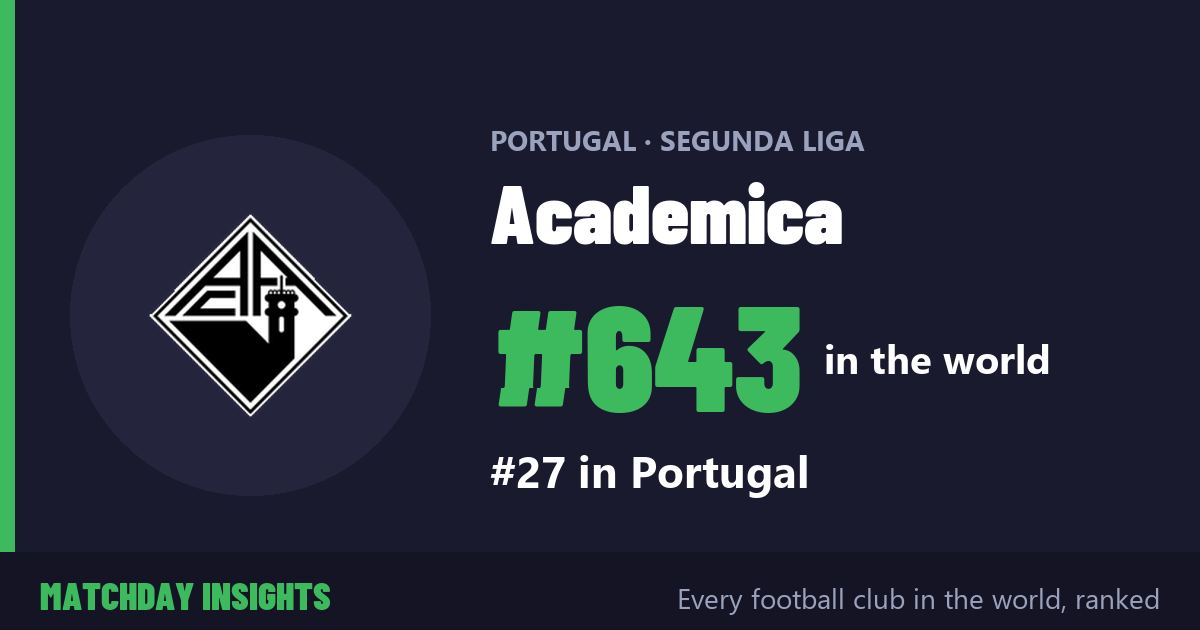 PORTUGAL · SEGUNDA LIGA
Academica
#643 in the world
#27 in Portugal
MATCHDAY INSIGHTS
Every football club in the world, ranked